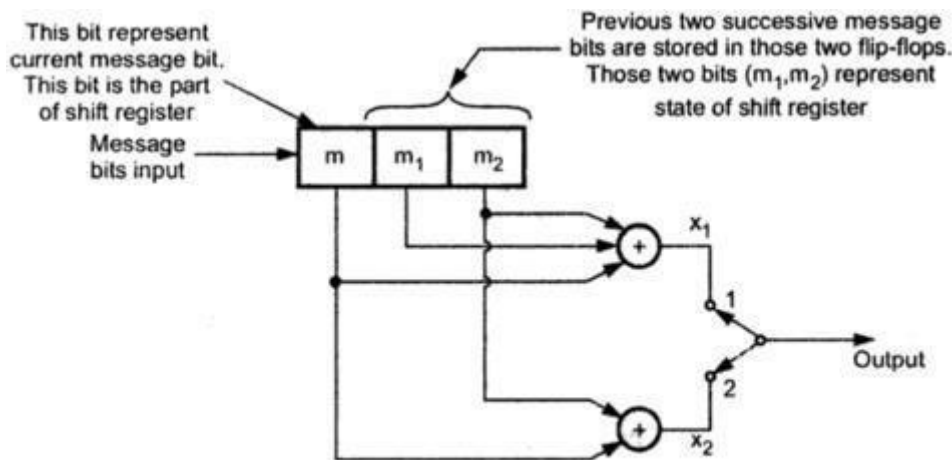 This bit represent
current message bit.
This bit is the part
of shift register
Message
bits input
Previous two successive message
bits are stored in those two flip-flops.
Those two bits (m₁,m₂) represent
state of shift register
m
m₁
m₂
+
x₁
1
Output
2
+
x₂